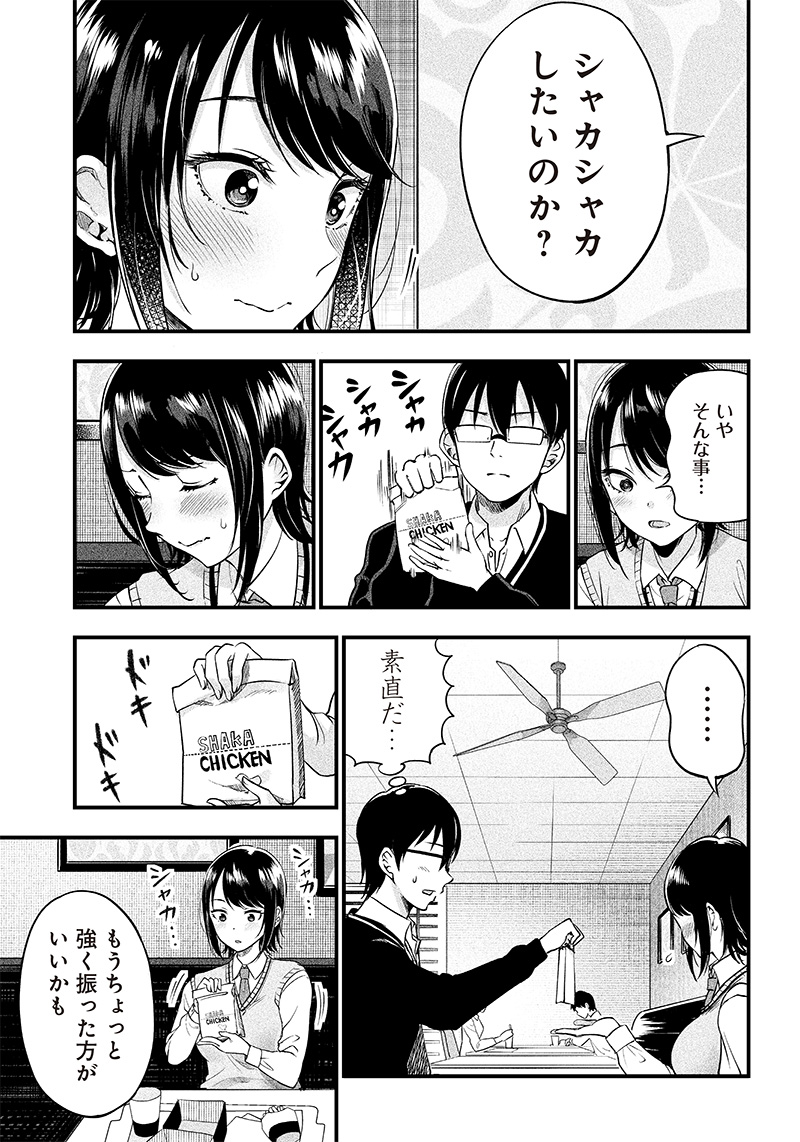 シャカシャカ
したいのか?
いや
そんな事…
シャカ
シャカ
シャカ
SHAKA
CHICKEN
………
素直だ…
SHAKA
CHICKEN
ドキ
ドキ
シャカ…
シャカ…
SHAKA
CHICKEN
もうちょっと
強く振った方が
いいかも